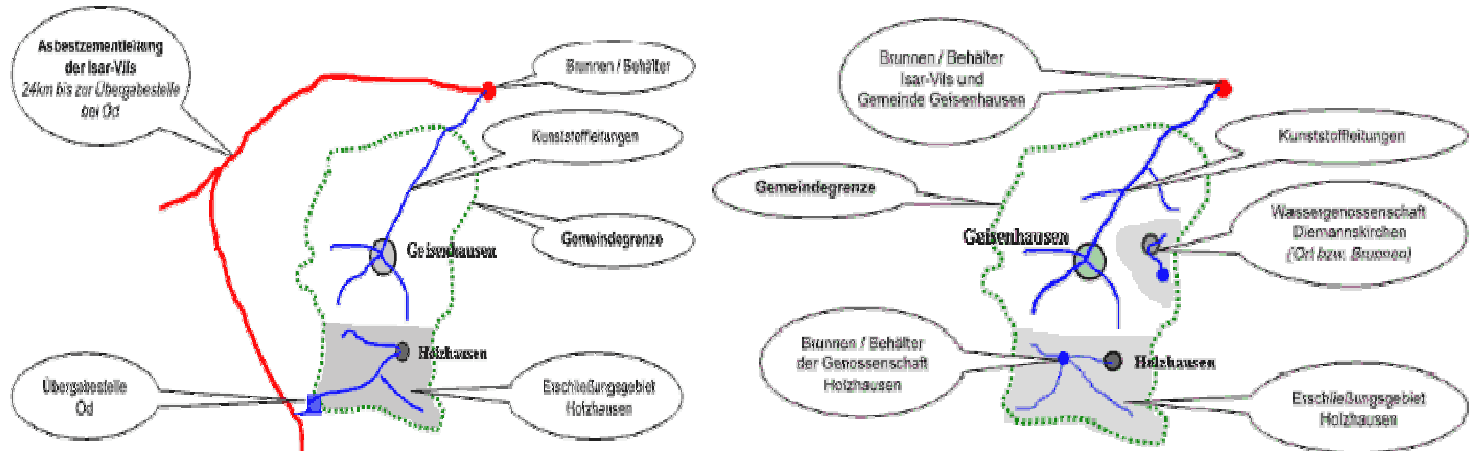 Asbestzementleitung
der Isar-Vils
24km bis zur Übergabestelle
bei Öd
Brunnen / Behälter
Kunststoffleitungen
Gemeindegrenze
Geisenhausen
Holzhausen
Übergabestelle
Öd
Erschließungsgebiet
Holzhausen
Brunnen / Behälter
Isar-Vils und
Gemeinde Geisenhausen
Kunststoffleitungen
Gemeindegrenze
Wassergenossenschaft
Diemannskirchen
(Ort bzw. Brunnen)
Geisenhausen
Brunnen / Behälter
der Genossenschaft
Holzhausen
Holzhausen
Erschließungsgebiet
Holzhausen